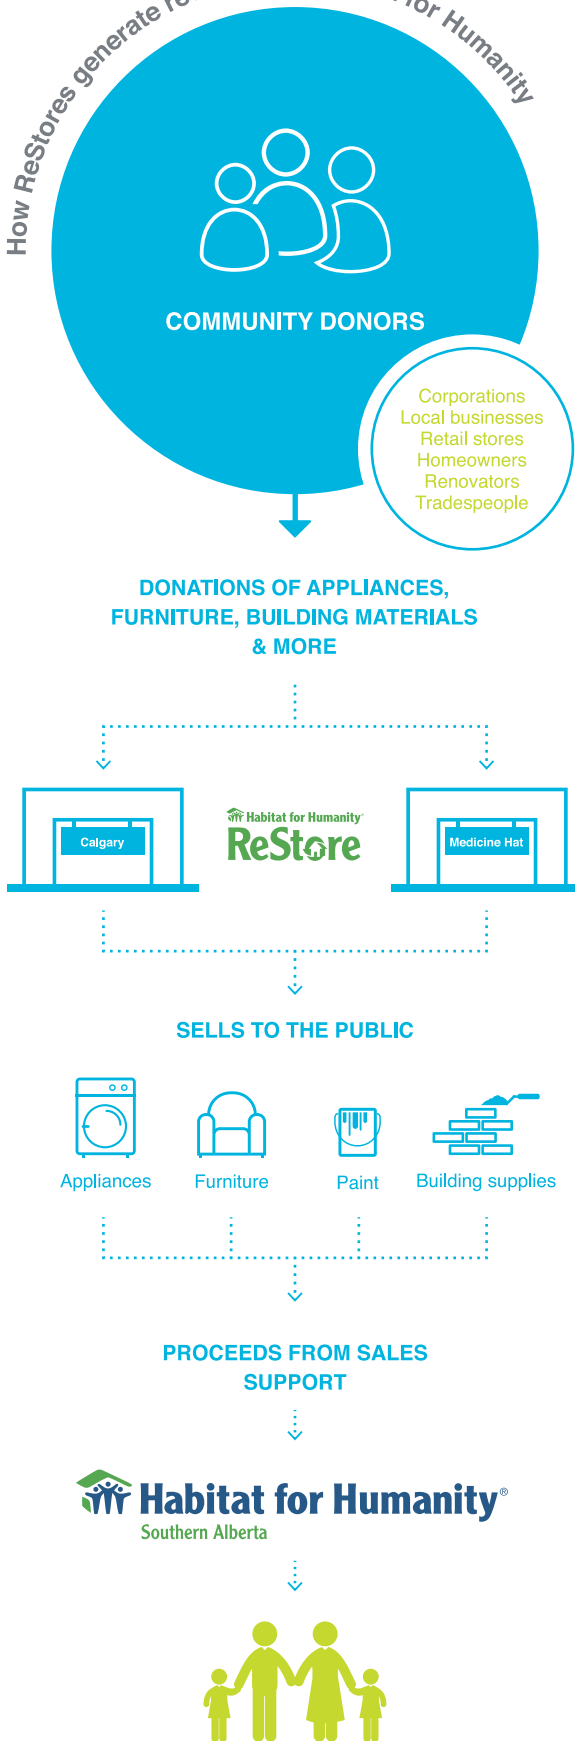 How ReStores generate for Humanity
COMMUNITY DONORS
Corporations
Local businesses
Retail stores
Homeowners
Renovators
Tradespeople
DONATIONS OF APPLIANCES,
FURNITURE, BUILDING MATERIALS
& MORE
Calgary
Habitat for Humanity®
ReStore
Medicine Hat
SELLS TO THE PUBLIC
Appliances
Furniture
Paint
Building supplies
PROCEEDS FROM SALES
SUPPORT
Habitat for Humanity®
Southern Alberta